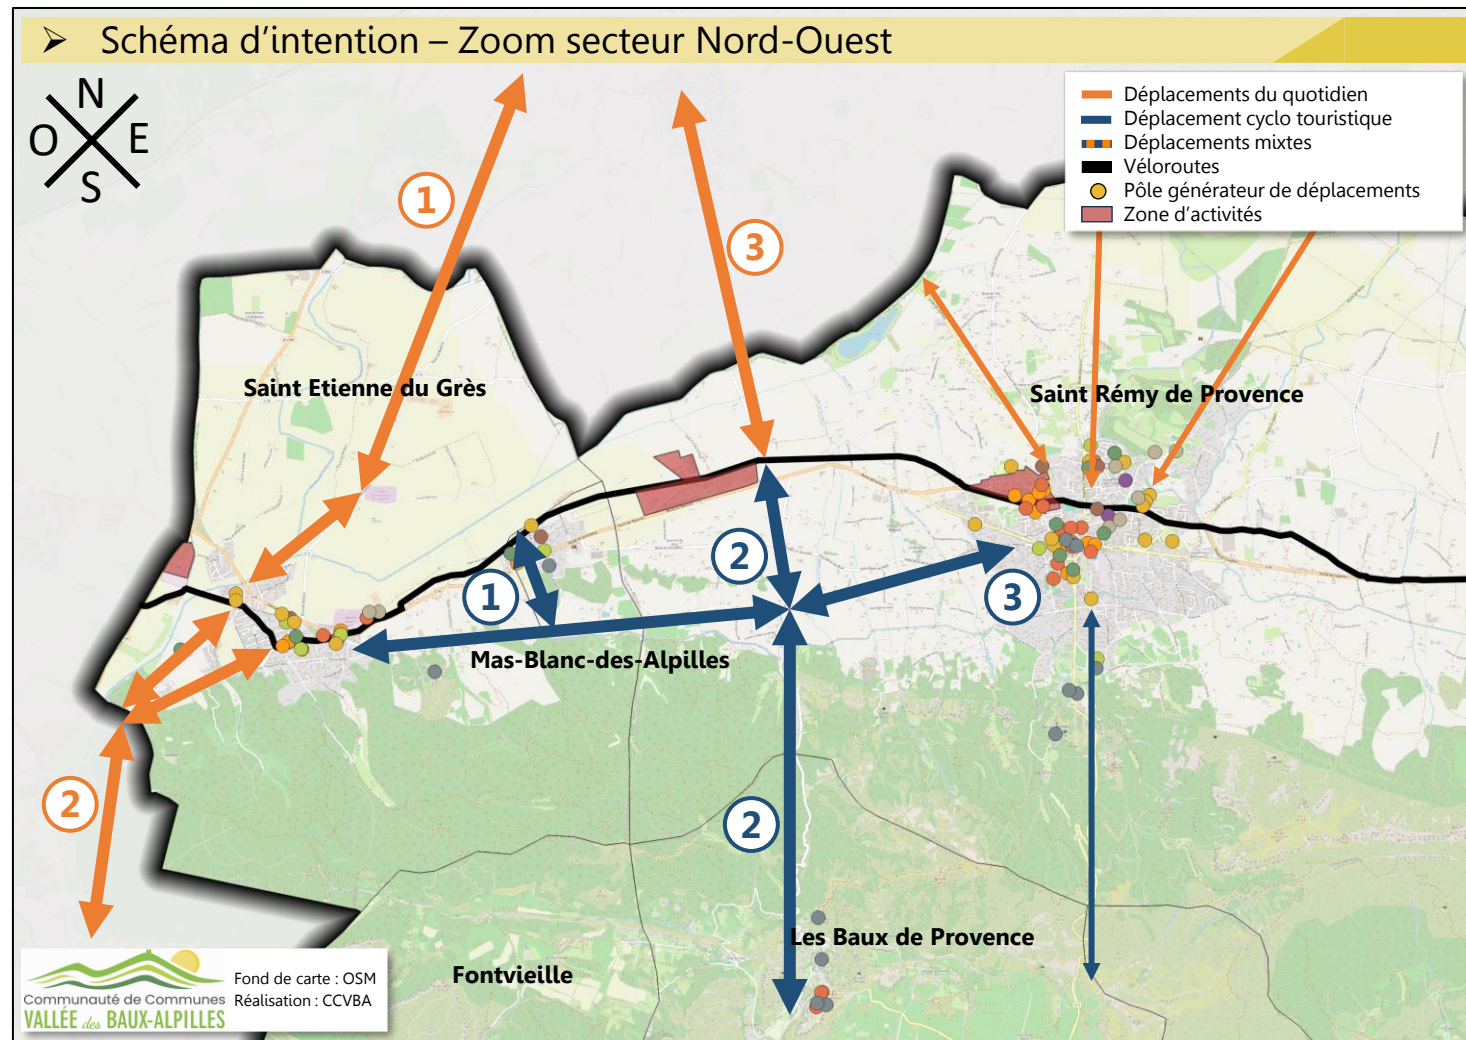 ➢ Schéma d'intention – Zoom secteur Nord-Ouest
N
O E
S
Déplacements du quotidien
Déplacement cyclo touristique
Déplacements mixtes
Véloroutes
Pôle générateur de déplacements
Zone d'activités
1
3
Saint Etienne du Grès
Saint Rémy de Provence
2
1
3
Mas-Blanc-des-Alpilles
2
2
Les Baux de Provence
Fontvieille
Communauté de Communes
VALLÉE des BAUX-ALPILLES
Fond de carte : OSM
Réalisation : CCVBA